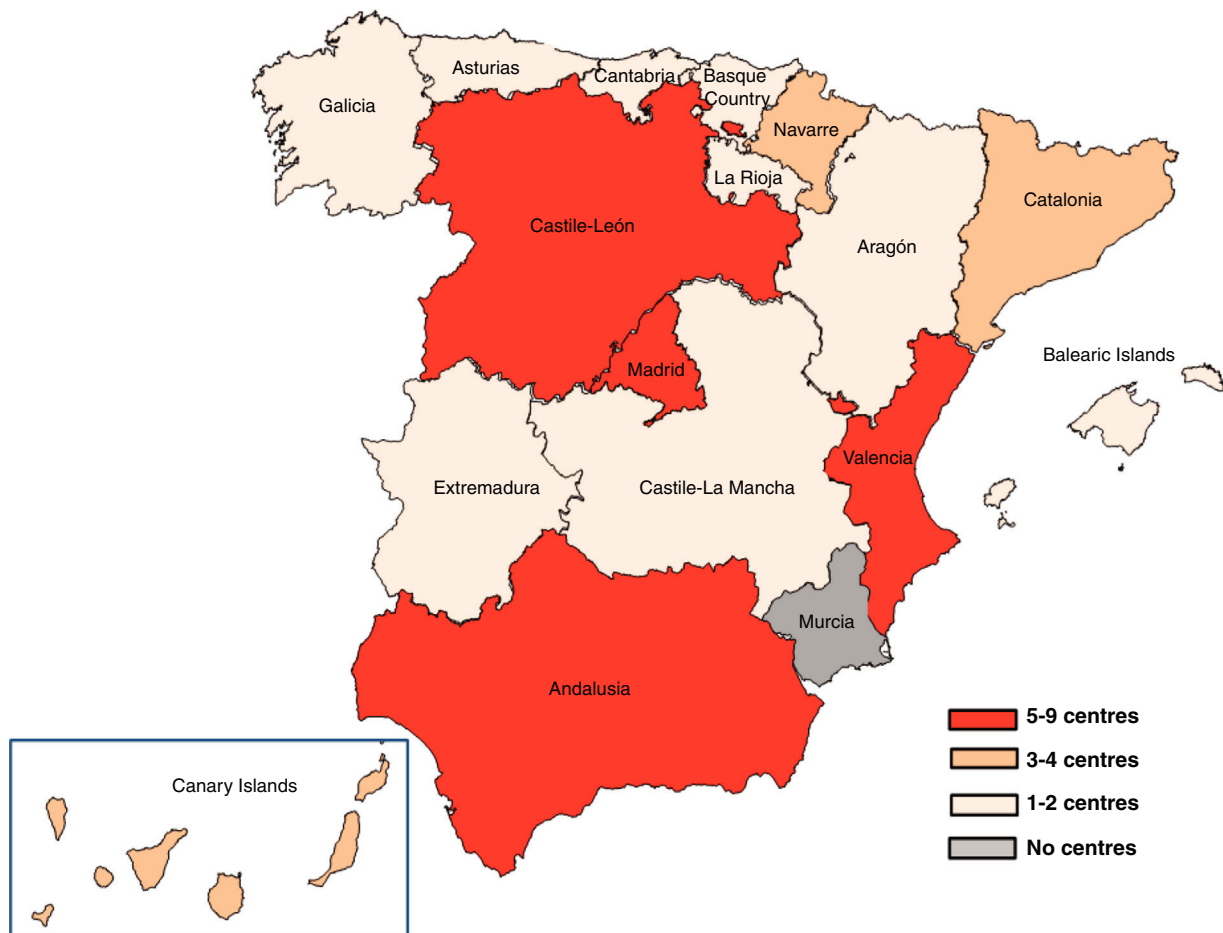 Asturias
Cantabria
Basque
Country
Galicia
Navarre
La Rioja
Catalonia
Castile-León
Aragón
Balearic Islands
Madrid
Valencia
Extremadura
Castile-La Mancha
Murcia
Andalusia
Canary Islands
5-9 centres
3-4 centres
1-2 centres
No centres